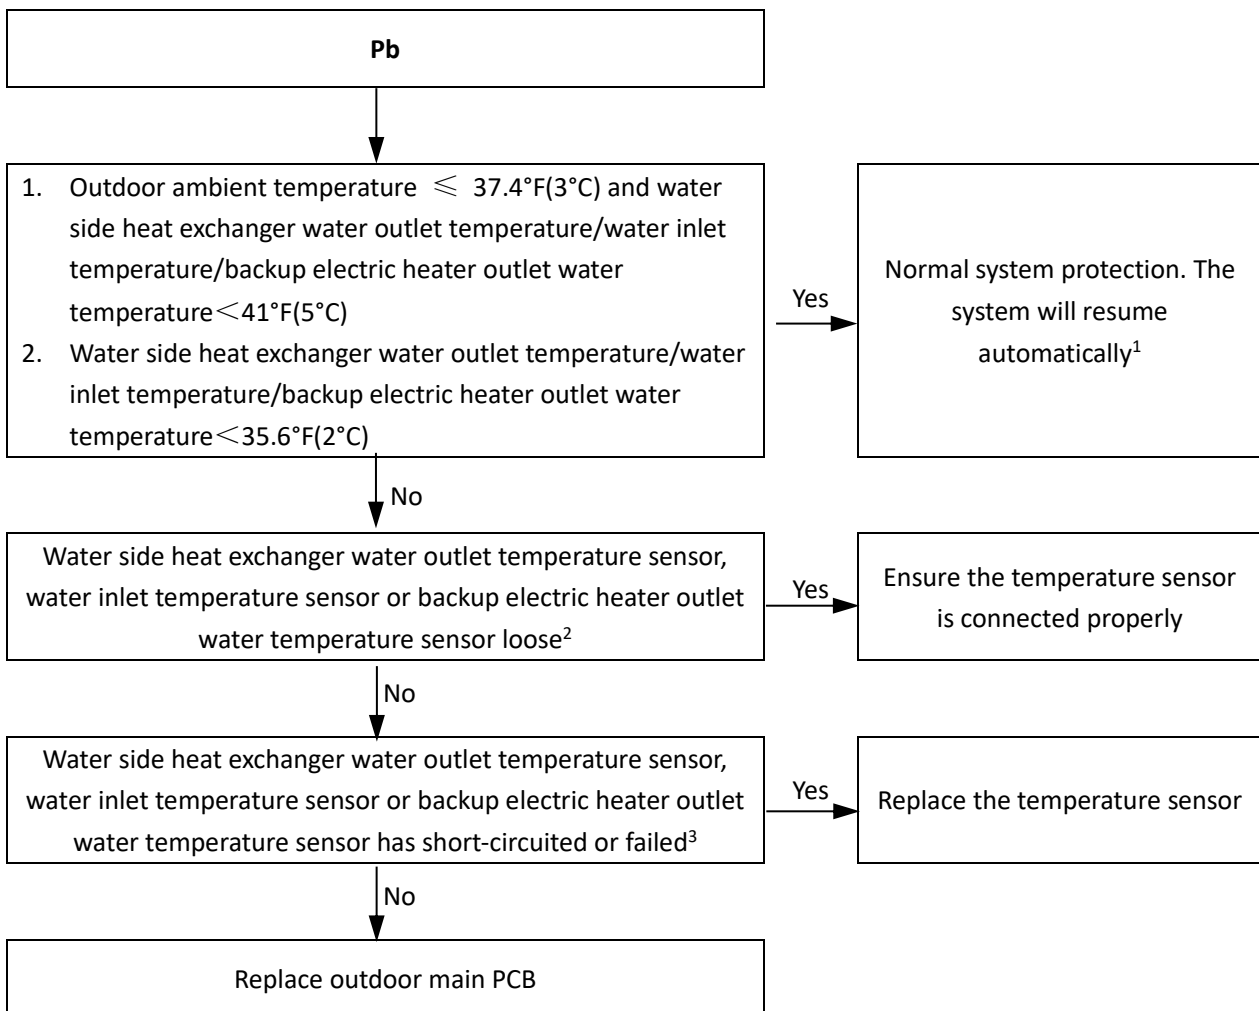 Pb
1. Outdoor ambient temperature ≤ 37.4°F(3°C) and water
side heat exchanger water outlet temperature/water inlet
temperature/backup electric heater outlet water
temperature＜41°F(5°C)
2. Water side heat exchanger water outlet temperature/water
inlet temperature/backup electric heater outlet water
temperature＜35.6°F(2°C)
Yes
Normal system protection. The
system will resume
automatically¹
No
Water side heat exchanger water outlet temperature sensor,
water inlet temperature sensor or backup electric heater outlet
water temperature sensor loose²
Yes
Ensure the temperature sensor
is connected properly
No
Water side heat exchanger water outlet temperature sensor,
water inlet temperature sensor or backup electric heater outlet
water temperature sensor has short-circuited or failed³
Yes
Replace the temperature sensor
No
Replace outdoor main PCB